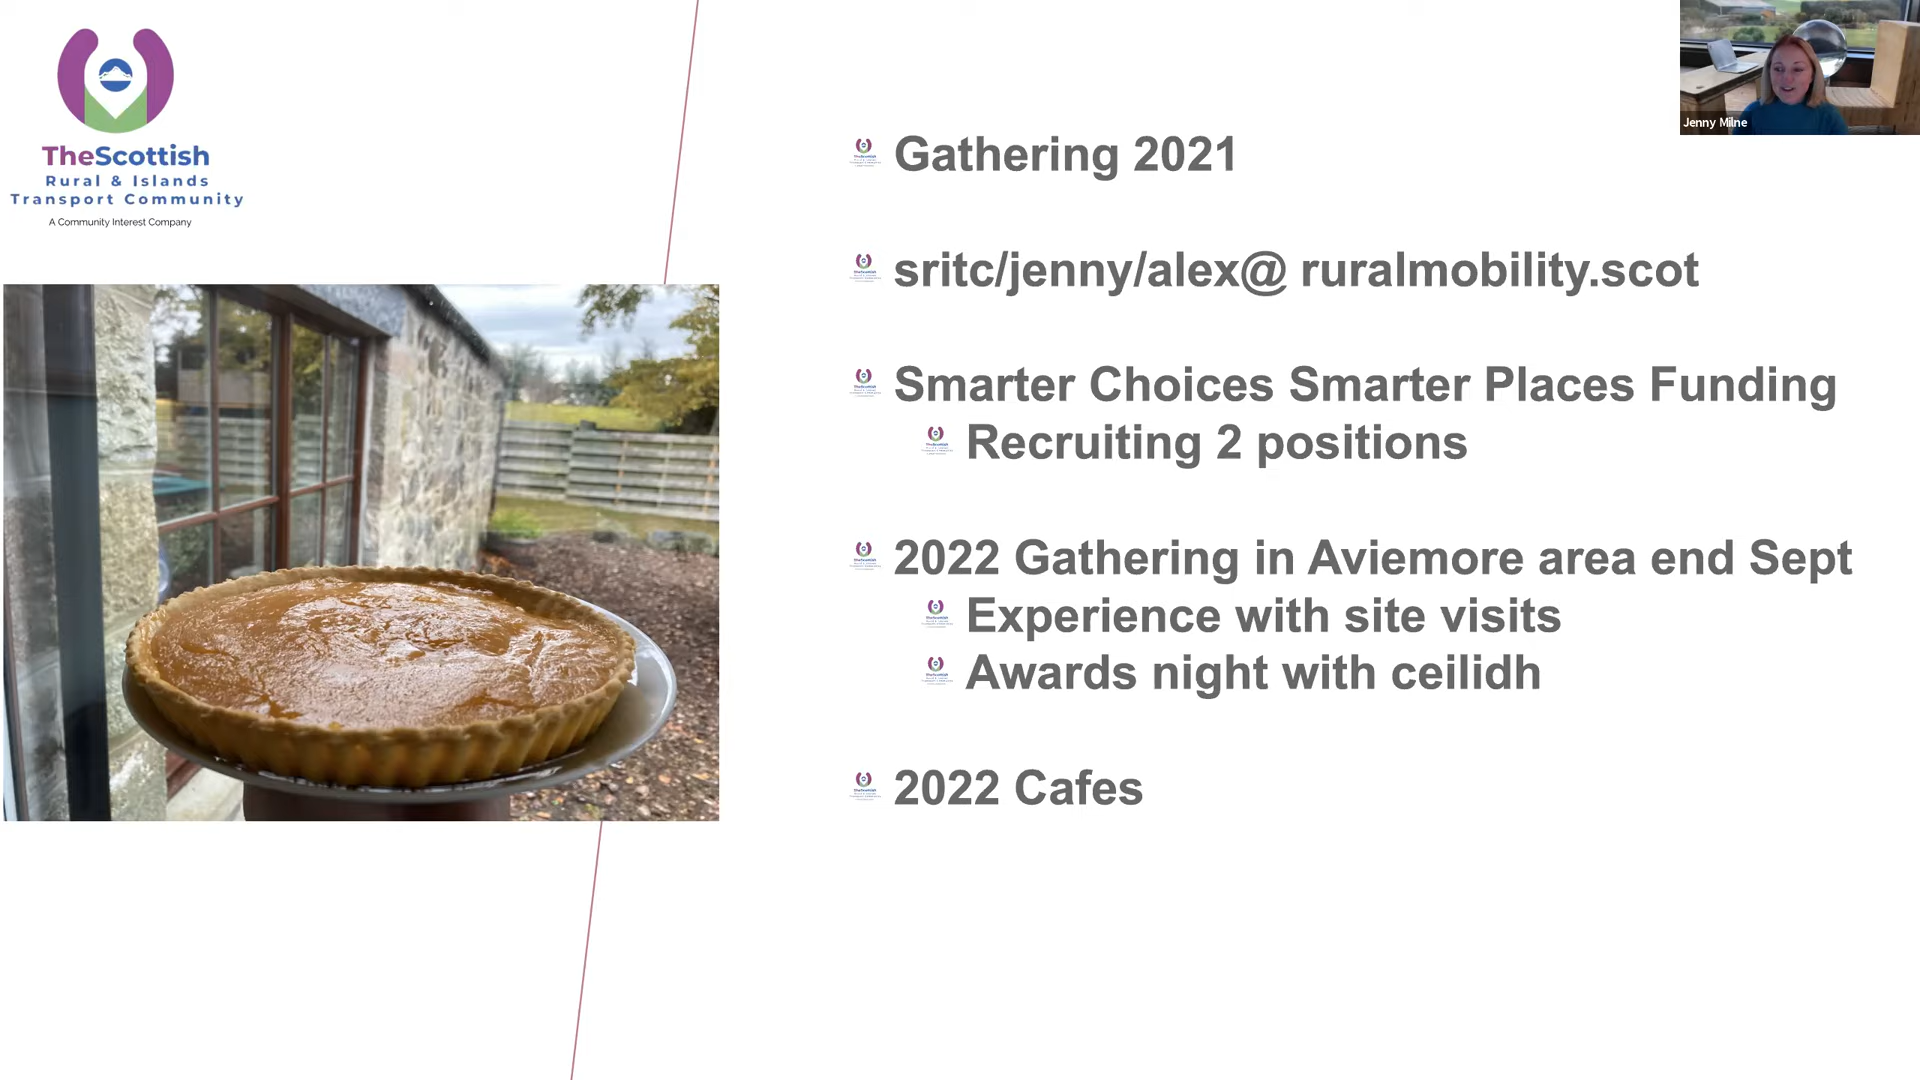 TheScottish
Rural & Islands
Transport Community
A Community Interest Company
Jenny Milne
Gathering 2021
sritc/jenny/alex@ ruralmobility.scot
Smarter Choices Smarter Places Funding
Recruiting 2 positions
2022 Gathering in Aviemore area end Sept
Experience with site visits
Awards night with ceilidh
2022 Cafes